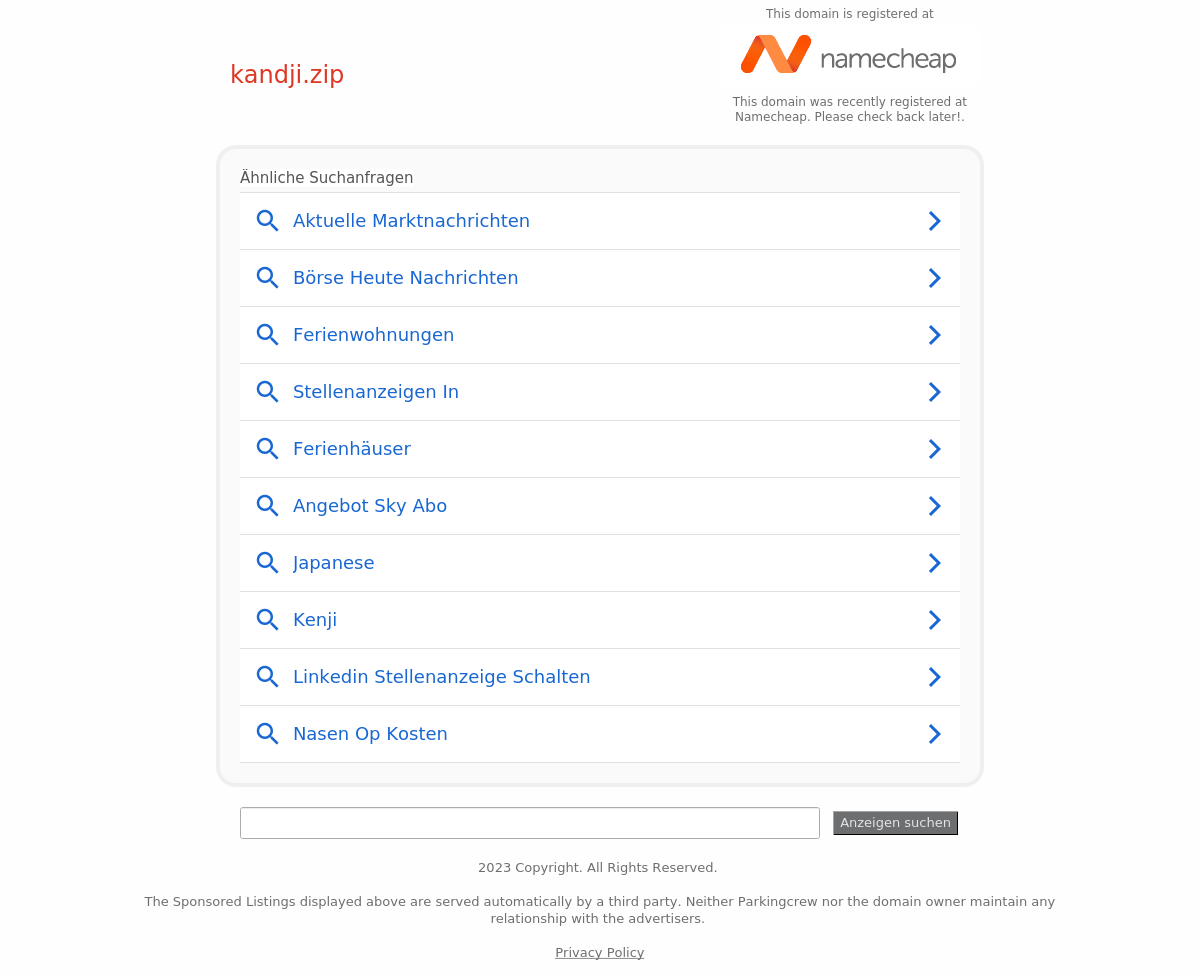 This domain is registered at
namecheap
kandji.zip
This domain was recently registered at
Namecheap. Please check back later!.
Ähnliche Suchanfragen
Aktuelle Marktnachrichten
Börse Heute Nachrichten
Ferienwohnungen
Stellenanzeigen In
Ferienhäuser
Angebot Sky Abo
Japanese
Kenji
Linkedin Stellenanzeige Schalten
Nasen Op Kosten
Anzeigen suchen
2023 Copyright. All Rights Reserved.
The Sponsored Listings displayed above are served automatically by a third party. Neither Parkingcrew nor the domain owner maintain any
relationship with the advertisers.
Privacy Policy